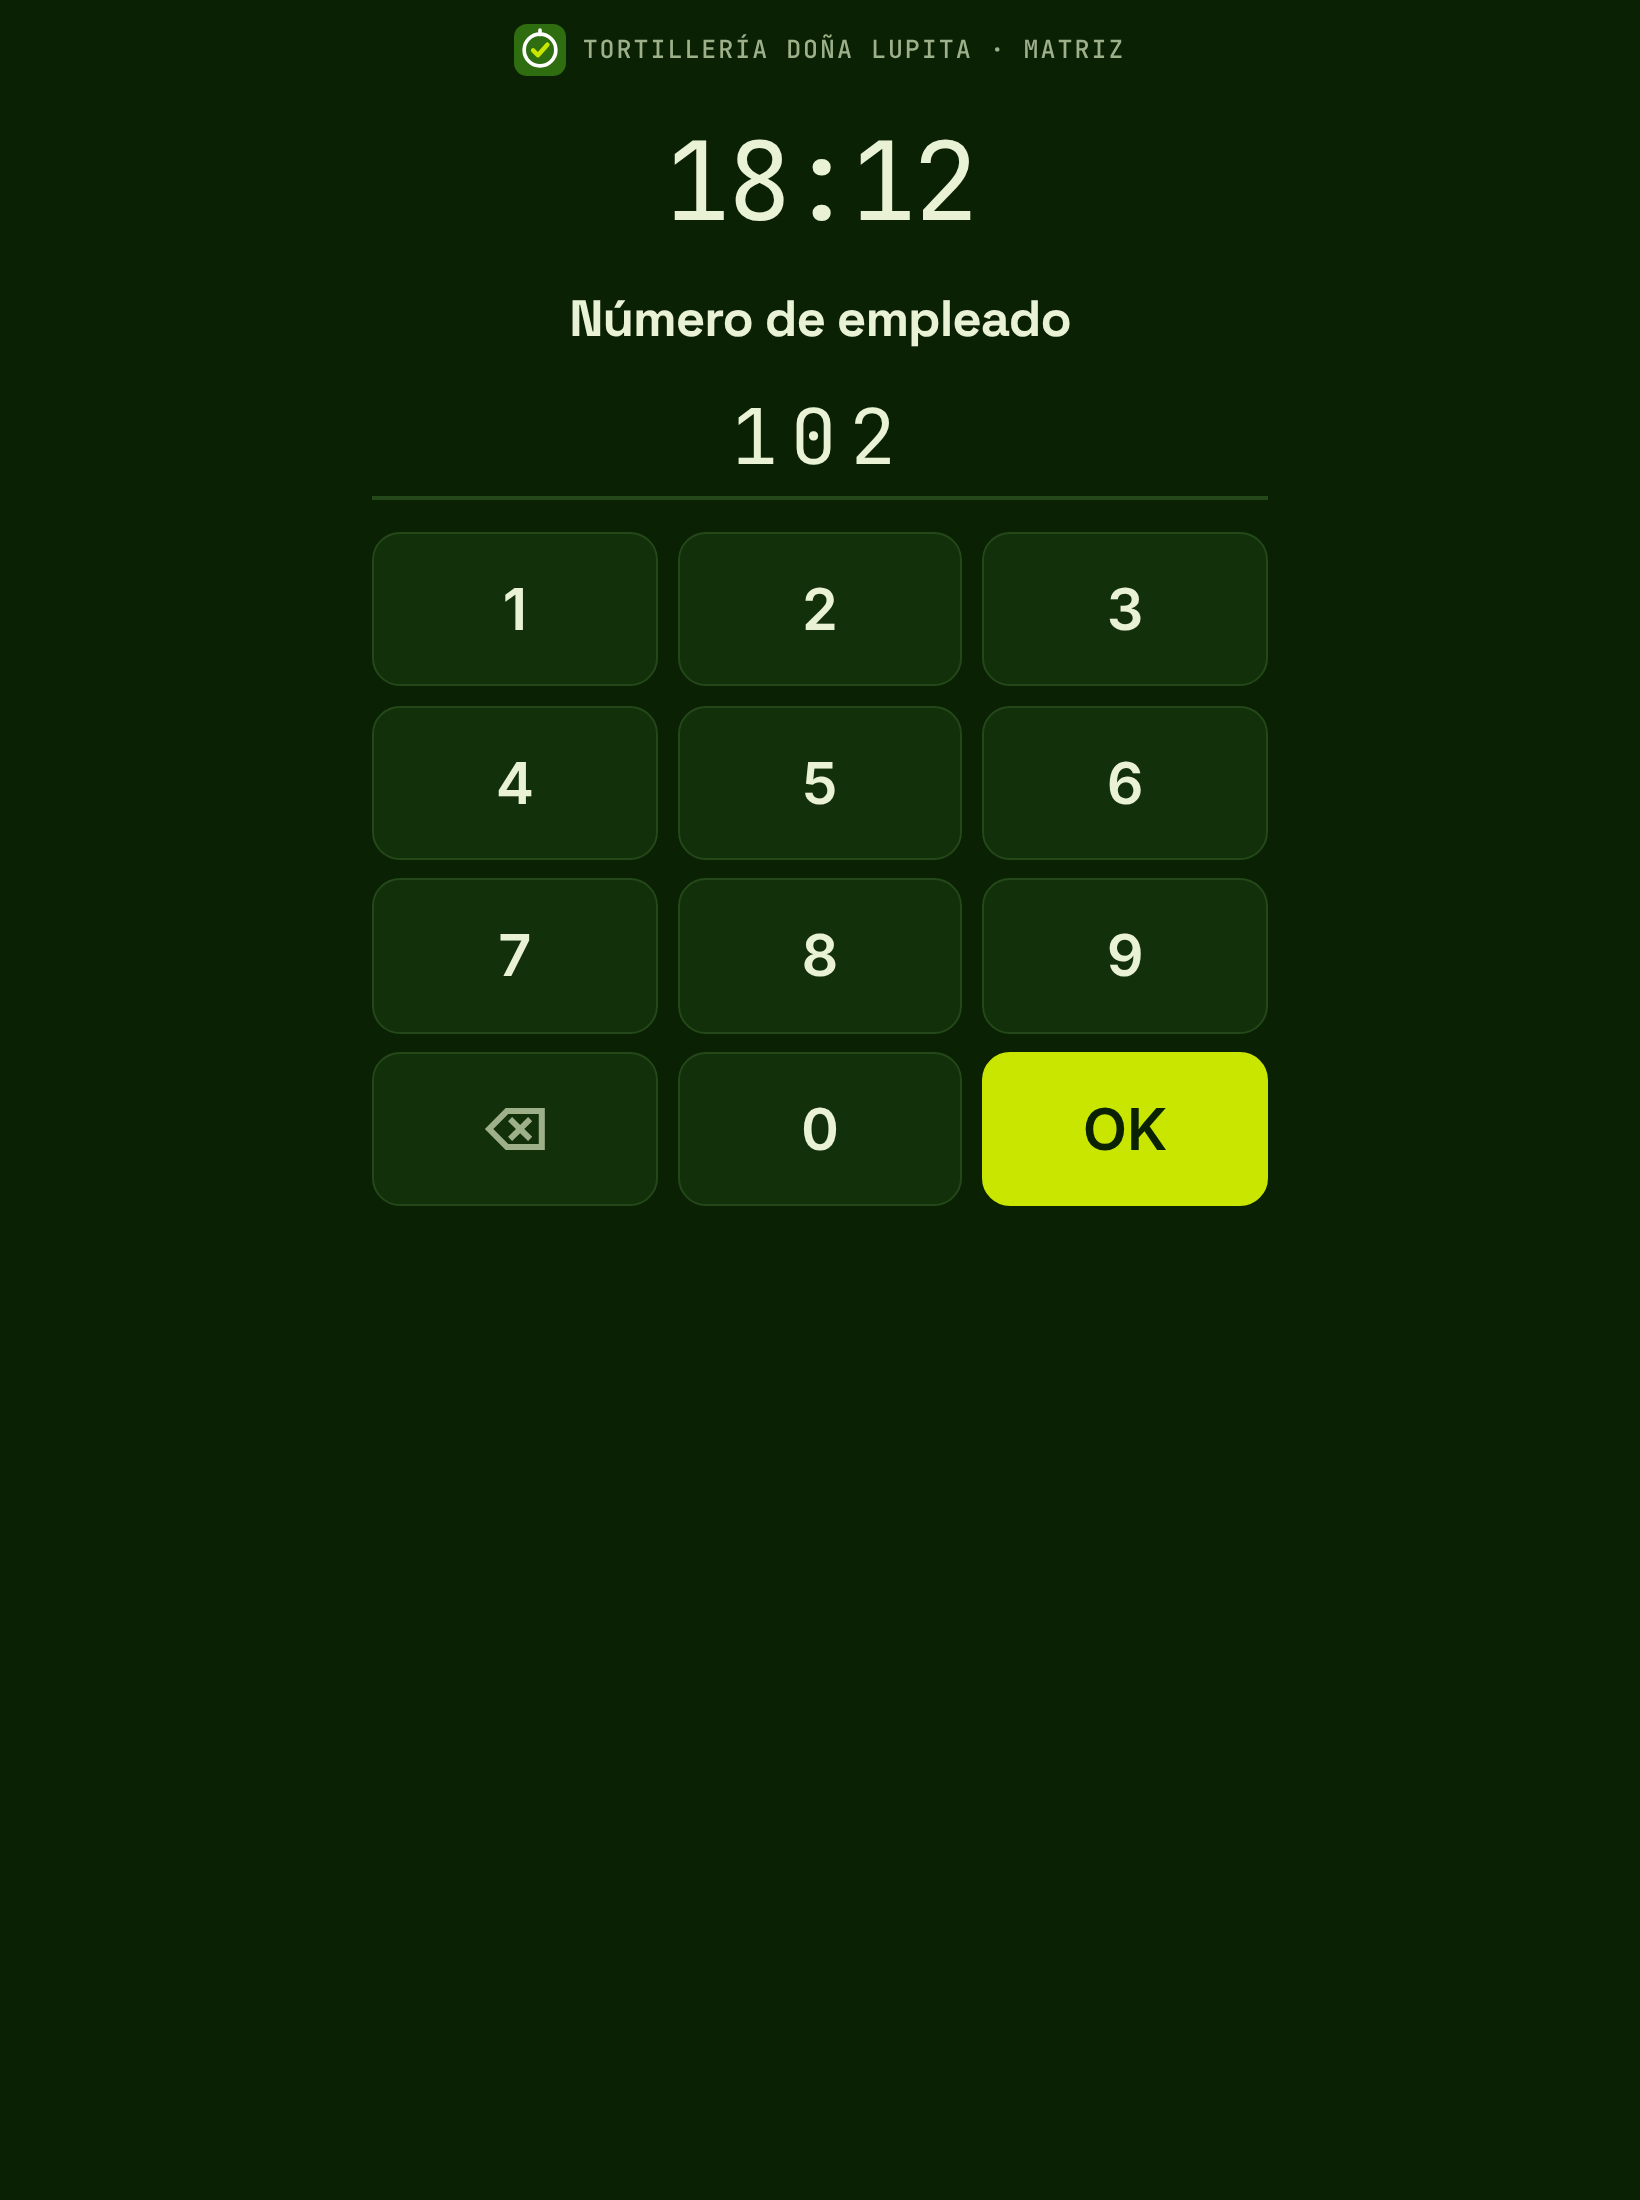 TORTILLERÍA DOÑA LUPITA · MATRIZ
18:12
Número de empleado
102
1 2 3
4 5 6
7 8 9
0 OK